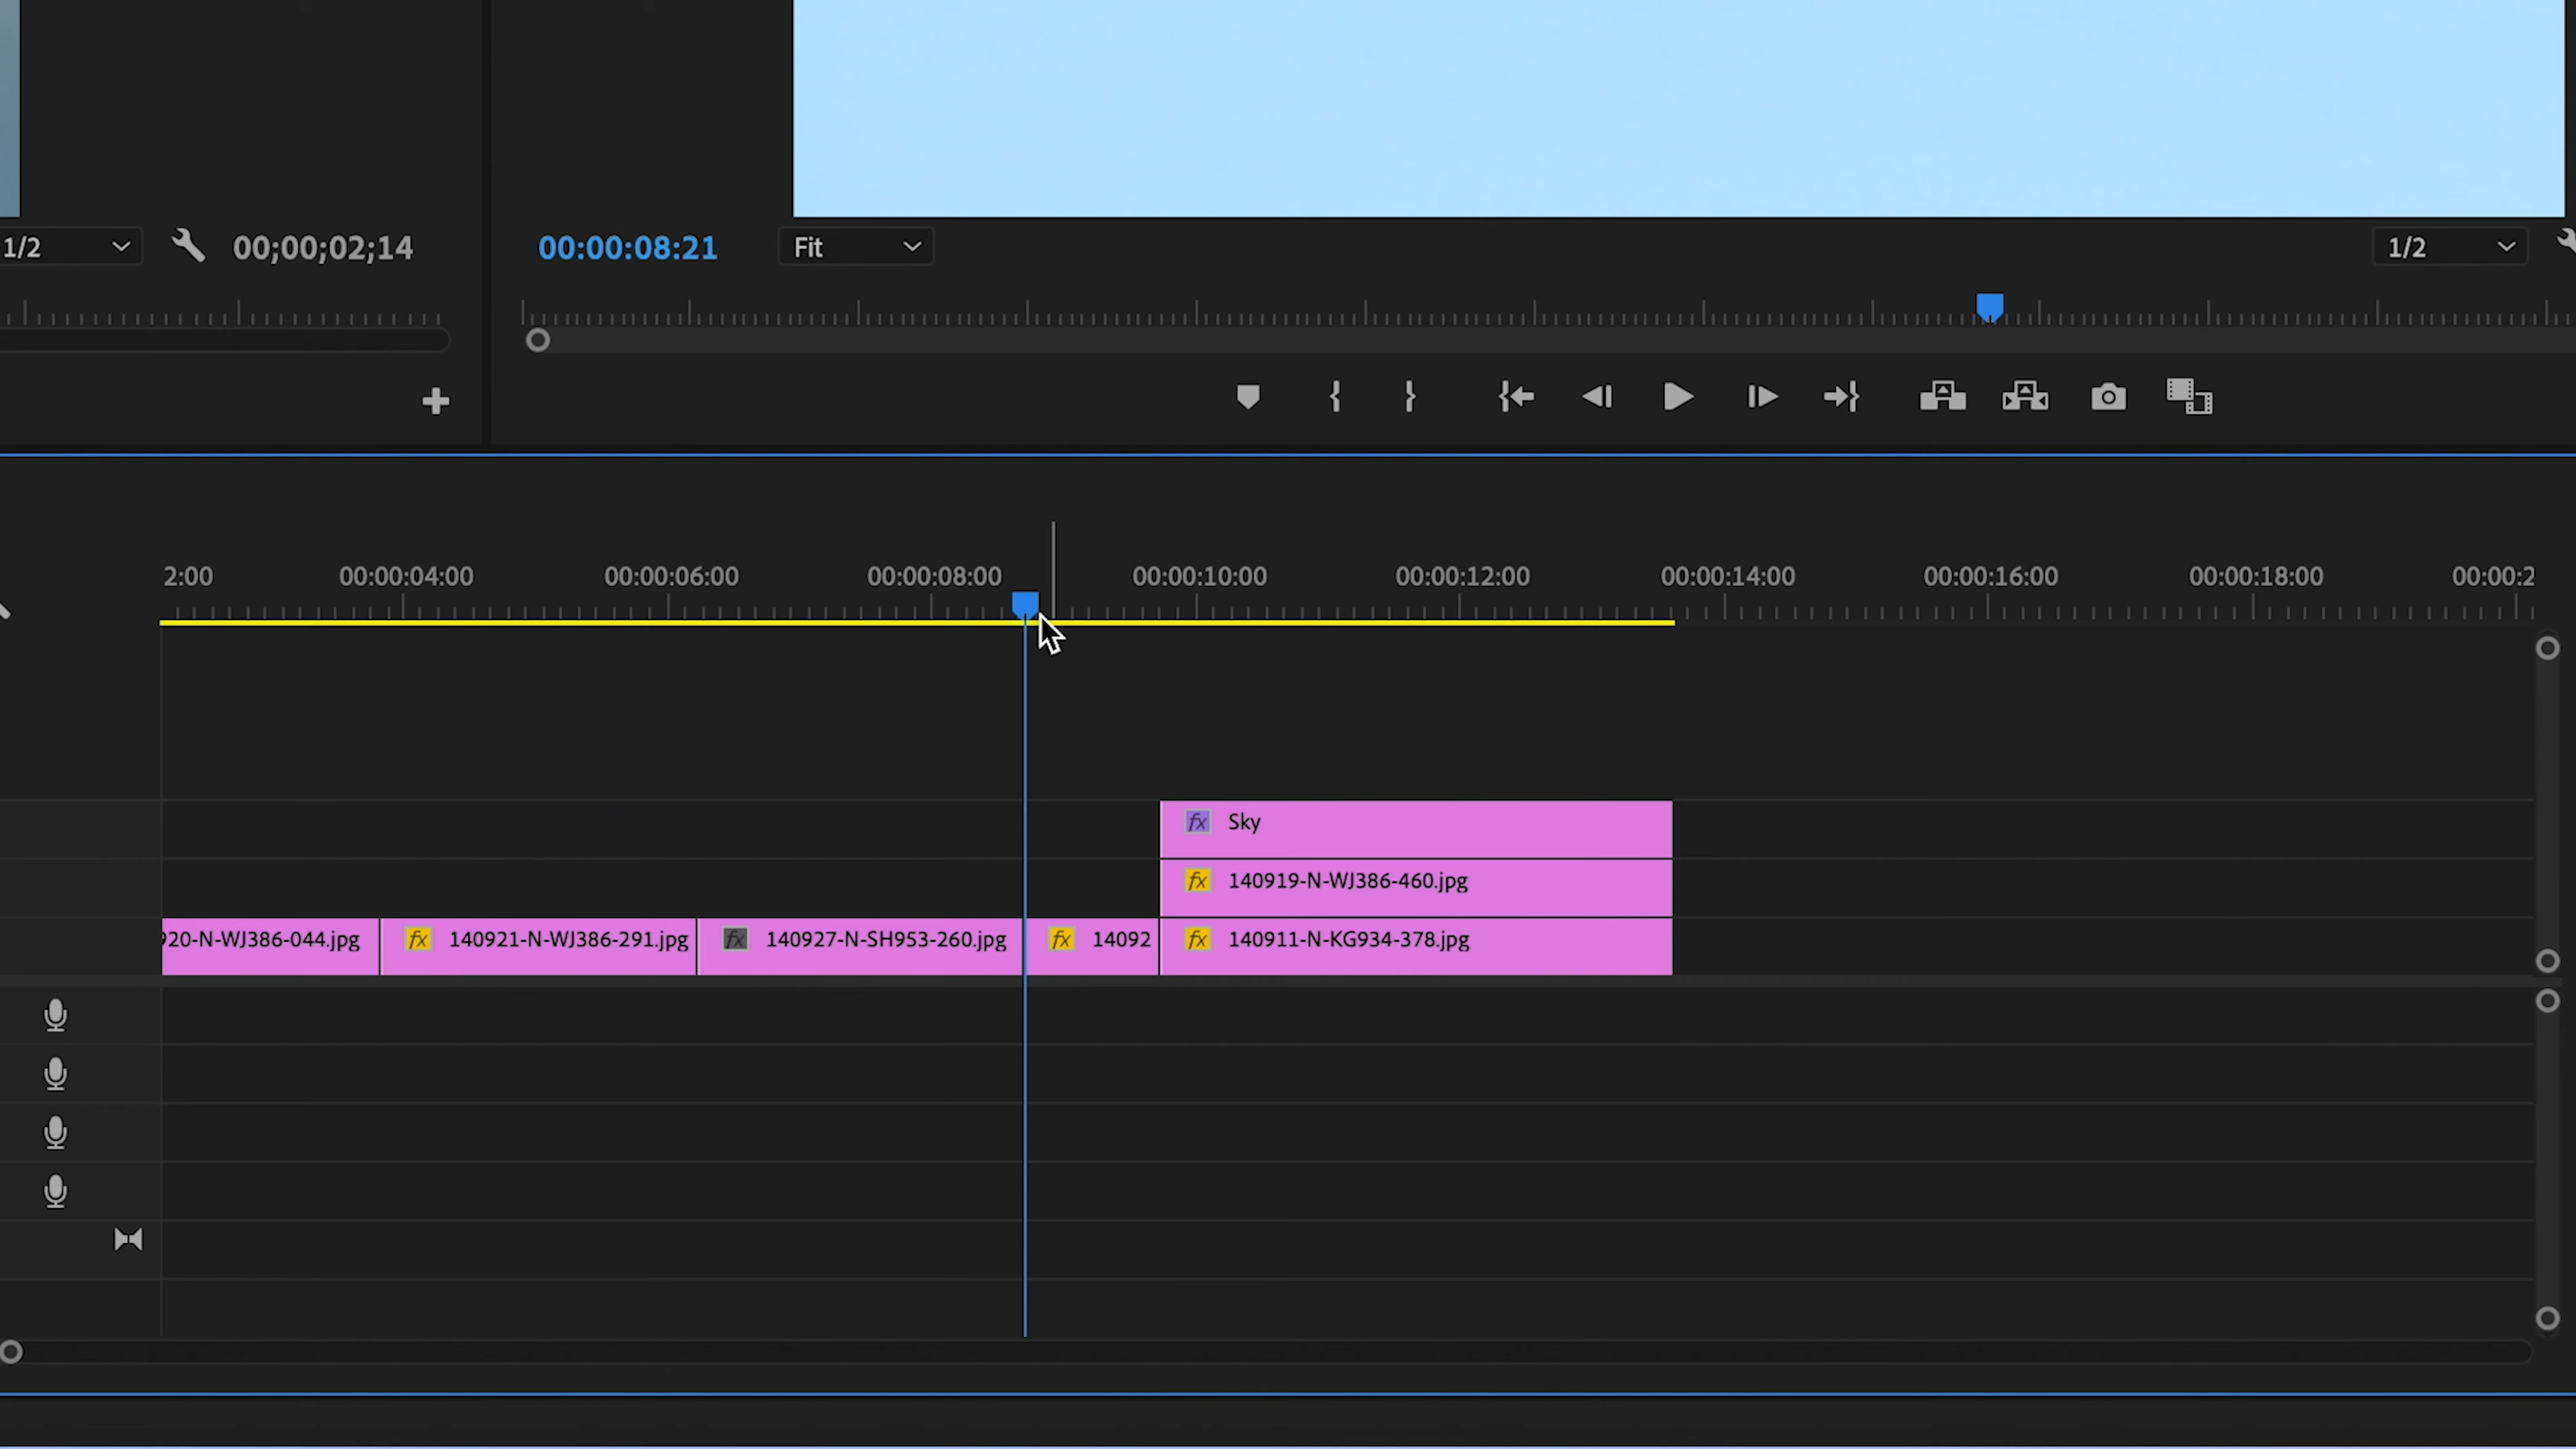 1/2 00;00;02;14 00:00:08:21 Fit 1/2
2:00 00:00:04:00 00:00:06:00 00:00:08:00 00:00:10:00 00:00:12:00 00:00:14:00 00:00:16:00 00:00:18:00 00:00:2
fx Sky
fx 140919-N-WJ386-460.jpg
920-N-WJ386-044.jpg fx 140921-N-WJ386-291.jpg fx 140927-N-SH953-260.jpg fx 14092 fx 140911-N-KG934-378.jpg